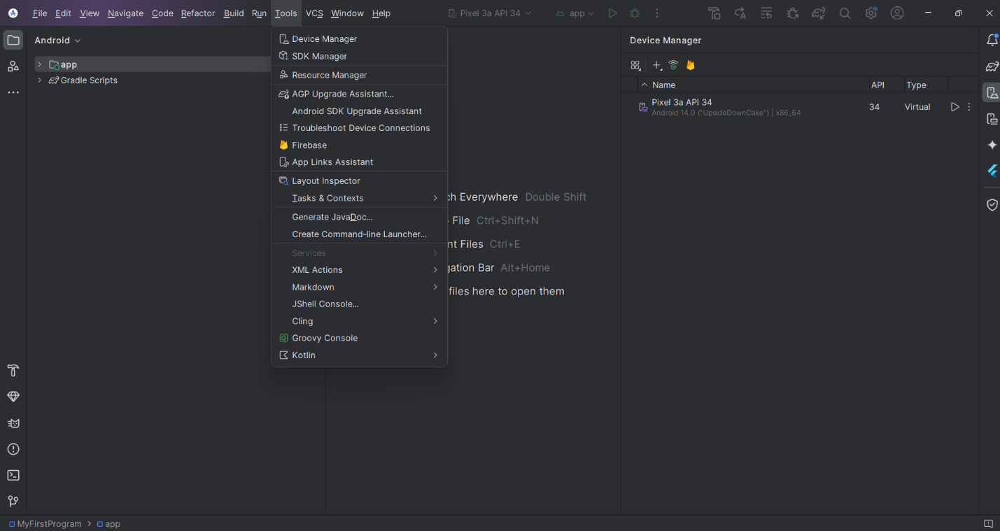 File Edit View Navigate Code Refactor Build Run Tools VCS Window Help Pixel 3a API 34 app
Android
app
Gradle Scripts
Device Manager
SDK Manager
Resource Manager
AGP Upgrade Assistant...
Android SDK Upgrade Assistant
Troubleshoot Device Connections
Firebase
App Links Assistant
Layout Inspector
Tasks & Contexts
Generate JavaDoc...
Create Command-line Launcher...
Services
XML Actions
Markdown
JShell Console...
Cling
Groovy Console
Kotlin
ch Everywhere Double Shift
File Ctrl+Shift+N
nt Files Ctrl+E
gation Bar Alt+Home
files here to open them
Device Manager
Name API Type
Pixel 3a API 34 34 Virtual
Android 14.0 ("UpsideDownCake") | x86_64
MyFirstProgram > app